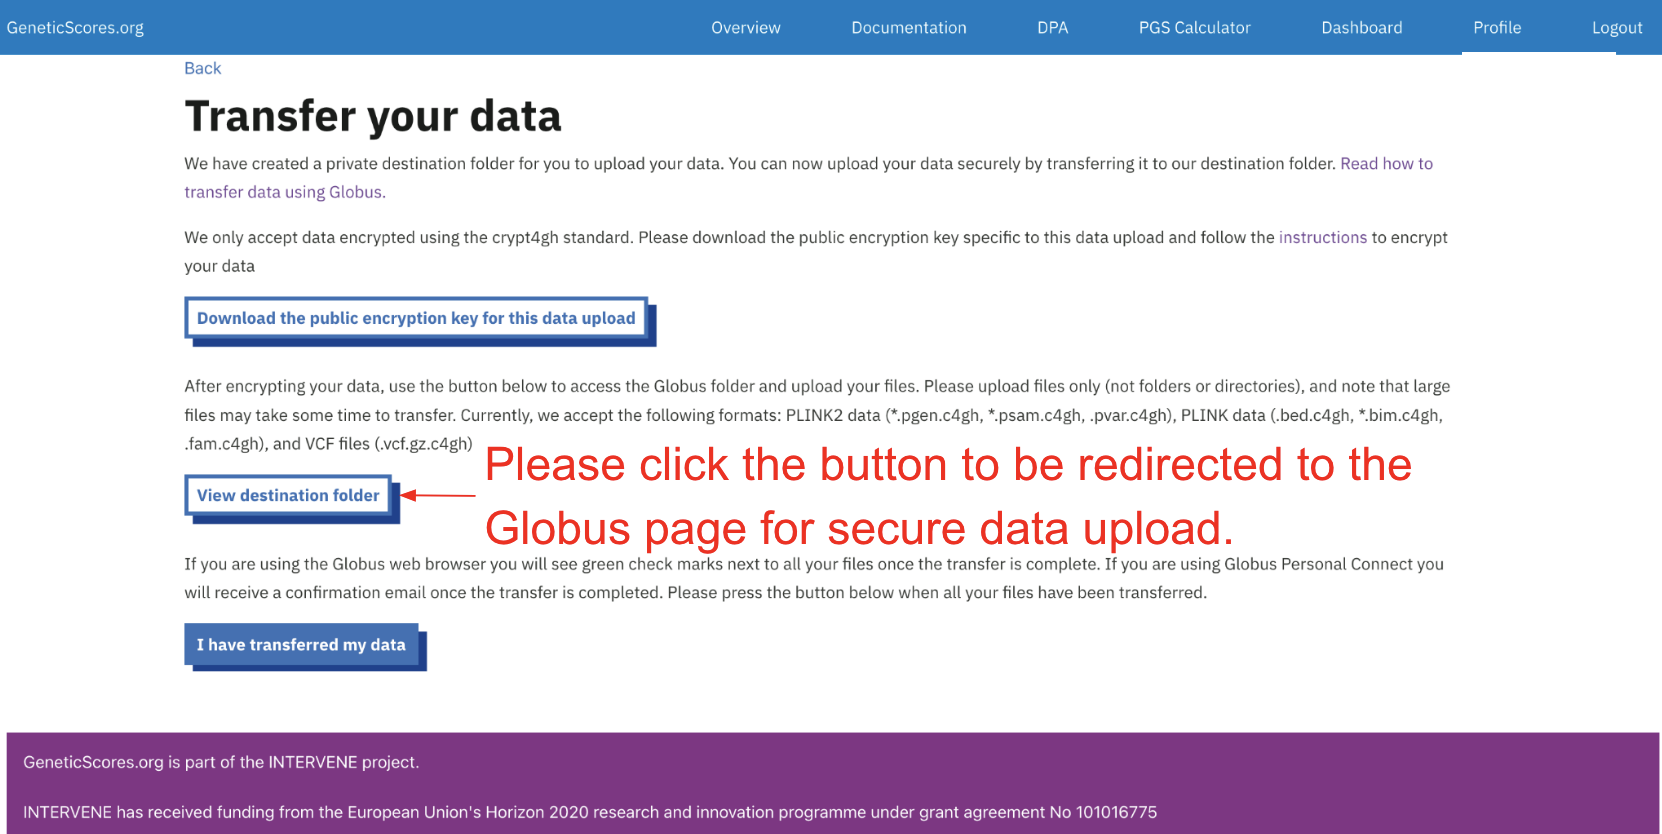 GeneticScores.org Overview Documentation DPA PGS Calculator Dashboard Profile Logout
Back
Transfer your data
We have created a private destination folder for you to upload your data. You can now upload your data securely by transferring it to our destination folder. Read how to
transfer data using Globus.
We only accept data encrypted using the crypt4gh standard. Please download the public encryption key specific to this data upload and follow the instructions to encrypt
your data
Download the public encryption key for this data upload
After encrypting your data, use the button below to access the Globus folder and upload your files. Please upload files only (not folders or directories), and note that large
files may take some time to transfer. Currently, we accept the following formats: PLINK2 data (*.pgen.c4gh, *.psam.c4gh, .pvar.c4gh), PLINK data (.bed.c4gh, *.bim.c4gh,
.fam.c4gh), and VCF files (.vcf.gz.c4gh)
Please click the button to be redirected to the
Globus page for secure data upload.
View destination folder
If you are using the Globus web browser you will see green check marks next to all your files once the transfer is complete. If you are using Globus Personal Connect you
will receive a confirmation email once the transfer is completed. Please press the button below when all your files have been transferred.
I have transferred my data
GeneticScores.org is part of the INTERVENE project.
INTERVENE has received funding from the European Union's Horizon 2020 research and innovation programme under grant agreement No 101016775